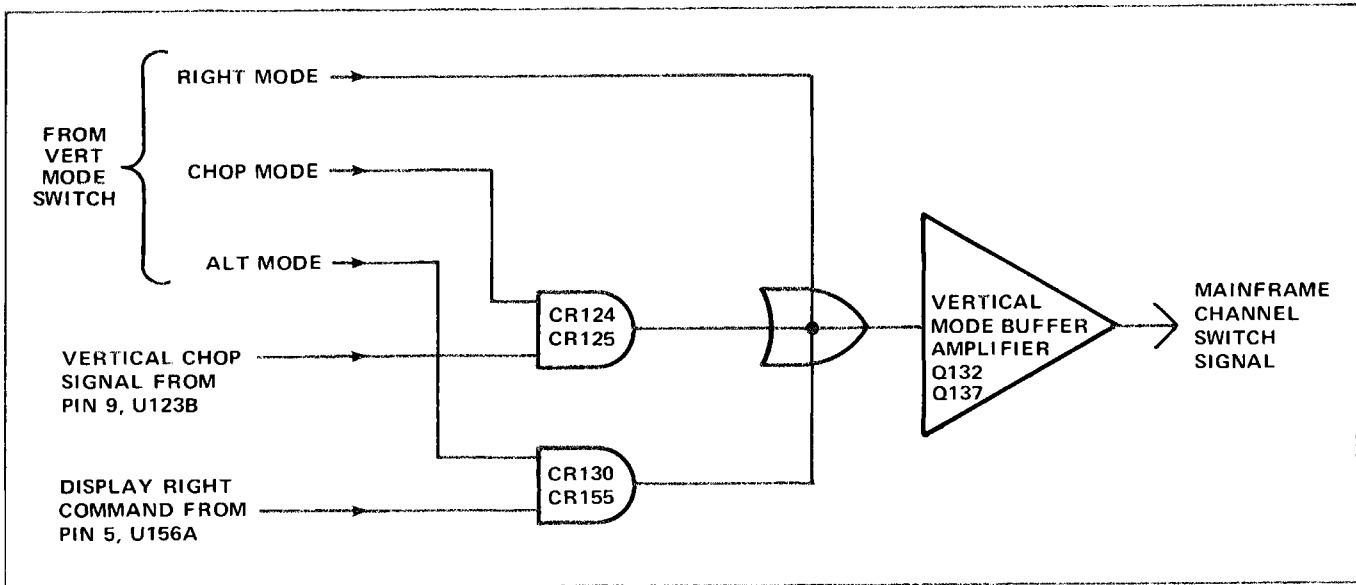 FROM
VERT
MODE
SWITCH
RIGHT MODE
CHOP MODE
ALT MODE
VERTICAL CHOP
SIGNAL FROM
PIN 9, U123B
DISPLAY RIGHT
COMMAND FROM
PIN 5, U156A
CR124
CR125
CR130
CR155
VERTICAL
MODE BUFFER
AMPLIFIER
Q132
Q137
MAINFRAME
CHANNEL
SWITCH
SIGNAL